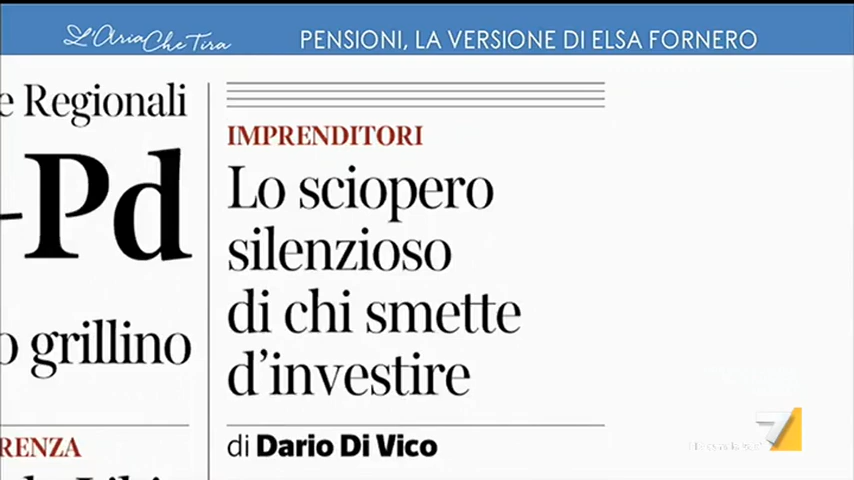 L'Aria Che Tira
PENSIONI, LA VERSIONE DI ELSA FORNERO
e Regionali
-Pd
o grillino
RENZA
IMPRENDITORI
Lo sciopero
silenzioso
di chi smette
d'investire
di Dario Di Vico
7